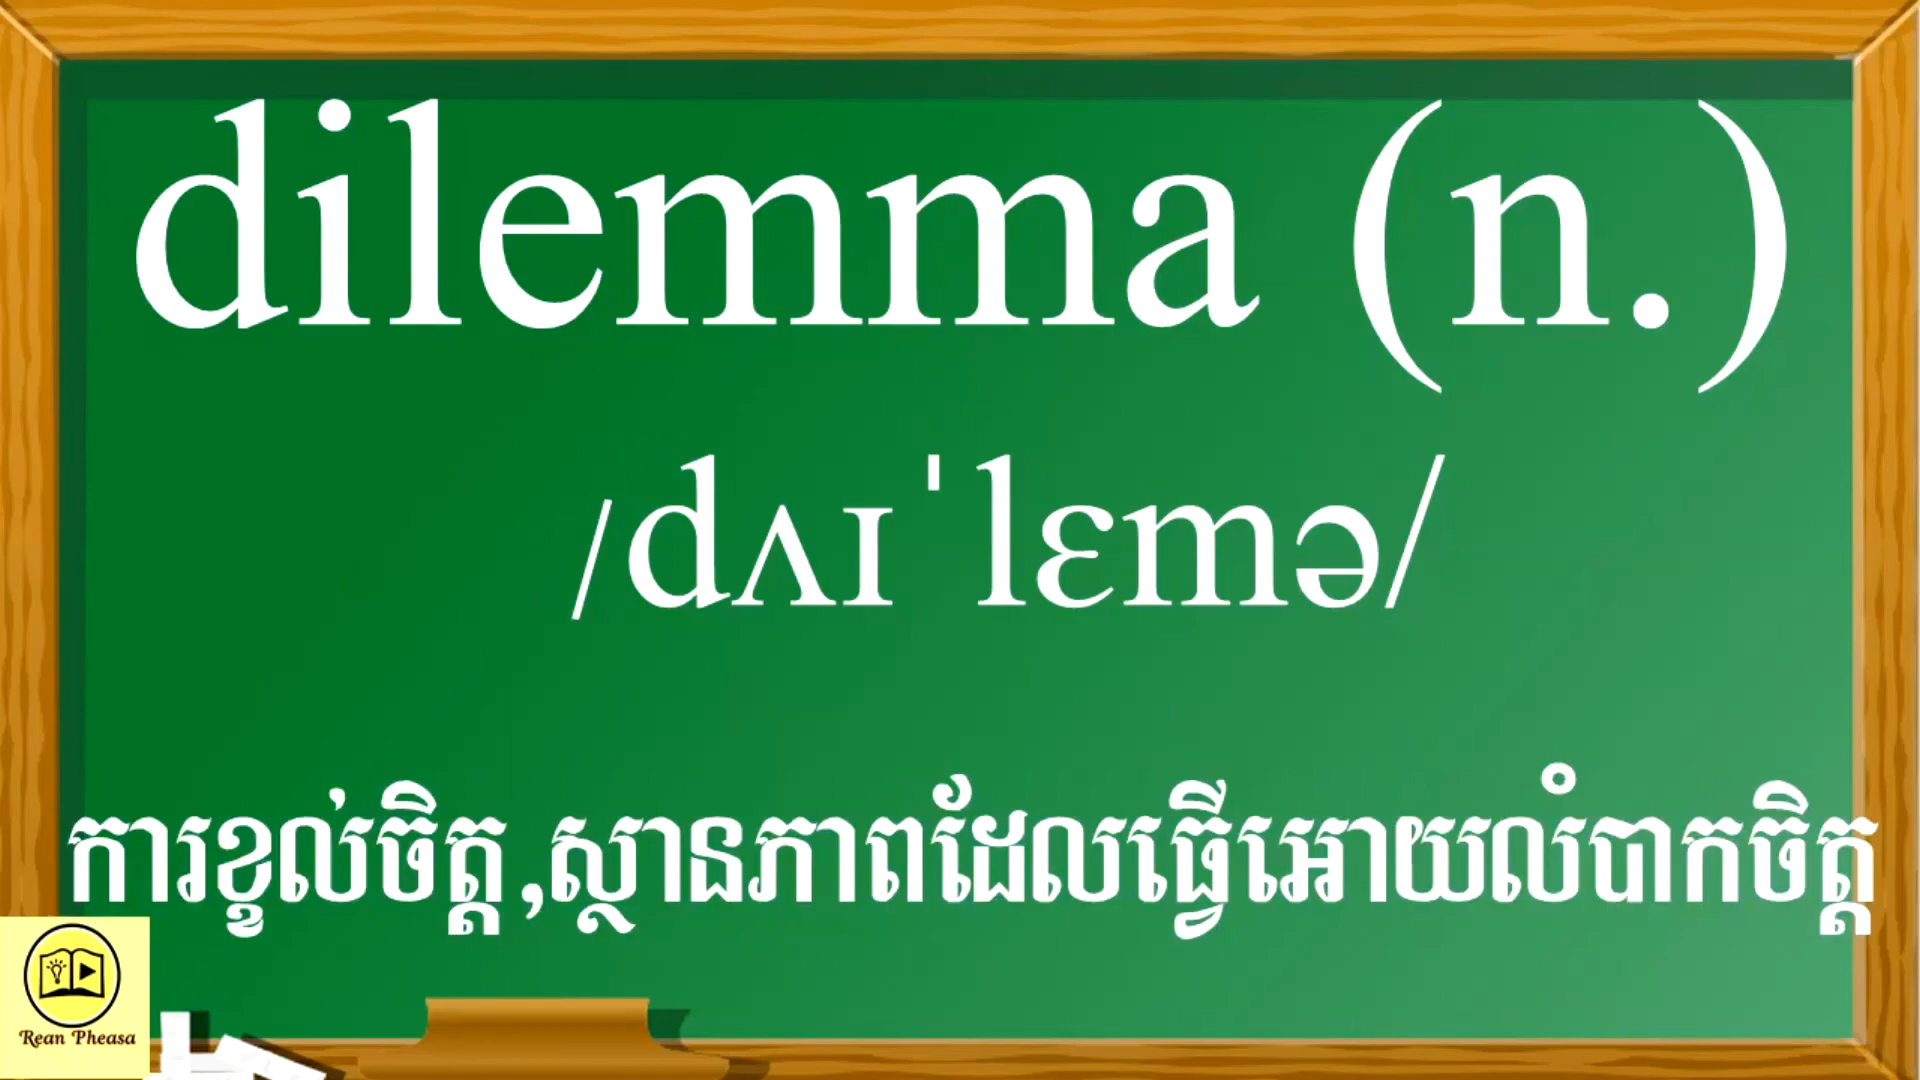 dilemma (n.)
/dʌɪˈlɛmə/
ការខ្វល់ចិត្ត,ស្ថានភាពដែលធ្វើអោយលំបាកចិត្ត
Rean Pheasa